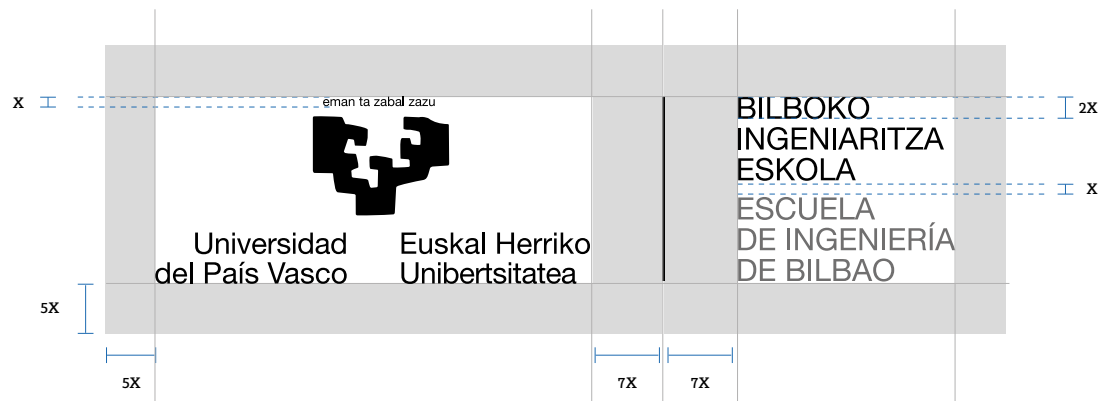 X
eman ta zabal zazu
Universidad
del País Vasco
Euskal Herriko
Unibertsitatea
BILBOKO
INGENIARITZA
ESKOLA
ESCUELA
DE INGENIERÍA
DE BILBAO
2X
X
5X
5X
7X
7X